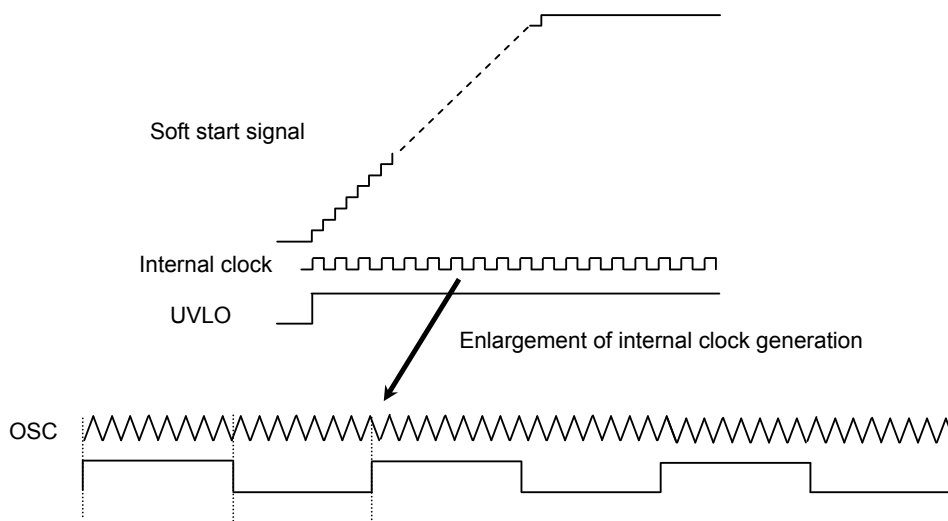 Soft start signal
Internal clock
UVLO
Enlargement of internal clock generation
OSC